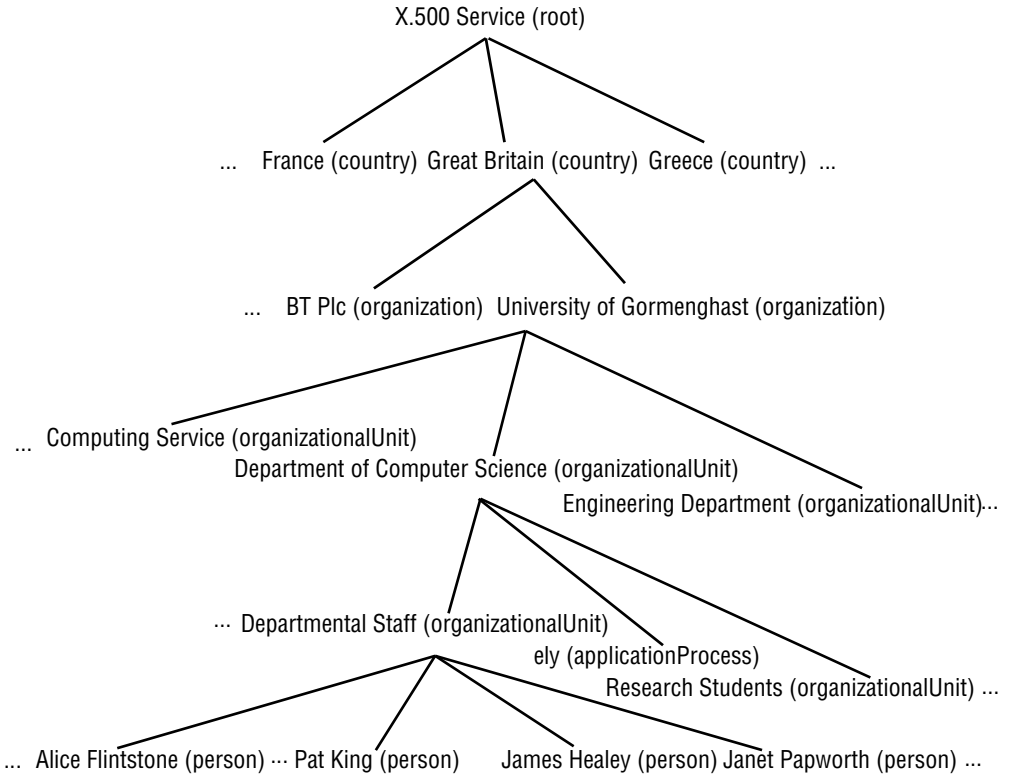 X.500 Service (root)
... France (country) Great Britain (country) Greece (country) ...
... BT Plc (organization) University of Gormenghast (organization)
... Computing Service (organizationalUnit)
Department of Computer Science (organizationalUnit)
Engineering Department (organizationalUnit)...
... Departmental Staff (organizationalUnit)
ely (applicationProcess)
Research Students (organizationalUnit) ...
... Alice Flintstone (person) ... Pat King (person) James Healey (person) Janet Papworth (person) ...